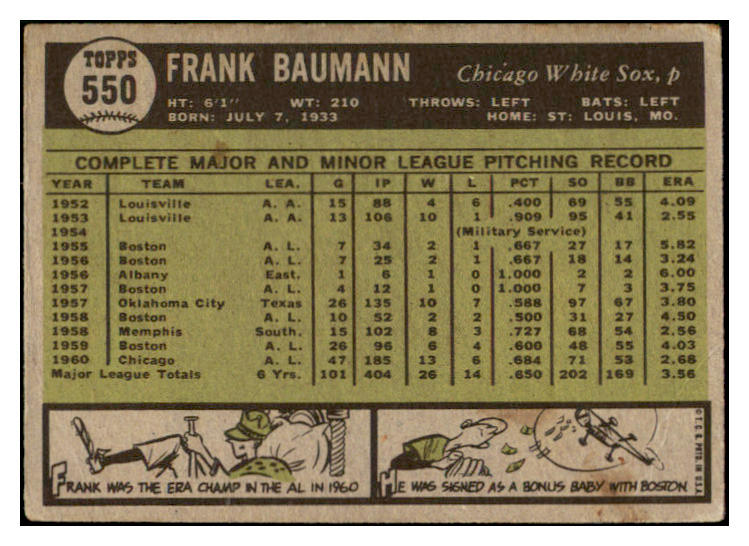 TOPPS
550
FRANK BAUMANN
Chicago White Sox, p
HT: 6'1" WT: 210 THROWS: LEFT BATS: LEFT
BORN: JULY 7, 1933 HOME: ST. LOUIS, MO.
COMPLETE MAJOR AND MINOR LEAGUE PITCHING RECORD
YEAR TEAM LEA. G IP W L PCT SO BB ERA
1952 Louisville A. A. 15 88 4 6 .400 69 55 4.09
1953 Louisville A. A. 13 106 10 1 .909 95 41 2.55
1954 (Military Service)
1955 Boston A. L. 7 34 2 1 .667 27 17 5.82
1956 Boston A. L. 7 25 2 1 .667 18 14 3.24
1956 Albany East. 1 6 1 0 1.000 2 2 6.00
1957 Boston A. L. 4 12 1 0 1.000 7 3 3.75
1957 Oklahoma City Texas 26 135 10 7 .588 97 67 3.80
1958 Boston A. L. 10 52 2 2 .500 31 27 4.50
1958 Memphis South. 15 102 8 3 .727 68 54 2.56
1959 Boston A. L. 26 96 6 4 .600 48 55 4.03
1960 Chicago A. L. 47 185 13 6 .684 71 53 2.68
Major League Totals 6 Yrs. 101 404 26 14 .650 202 169 3.56
FRANK WAS THE ERA CHAMP IN THE AL IN 1960
HE WAS SIGNED AS A BONUS BABY WITH BOSTON.
© T. C. G. PRTD. IN U.S.A.